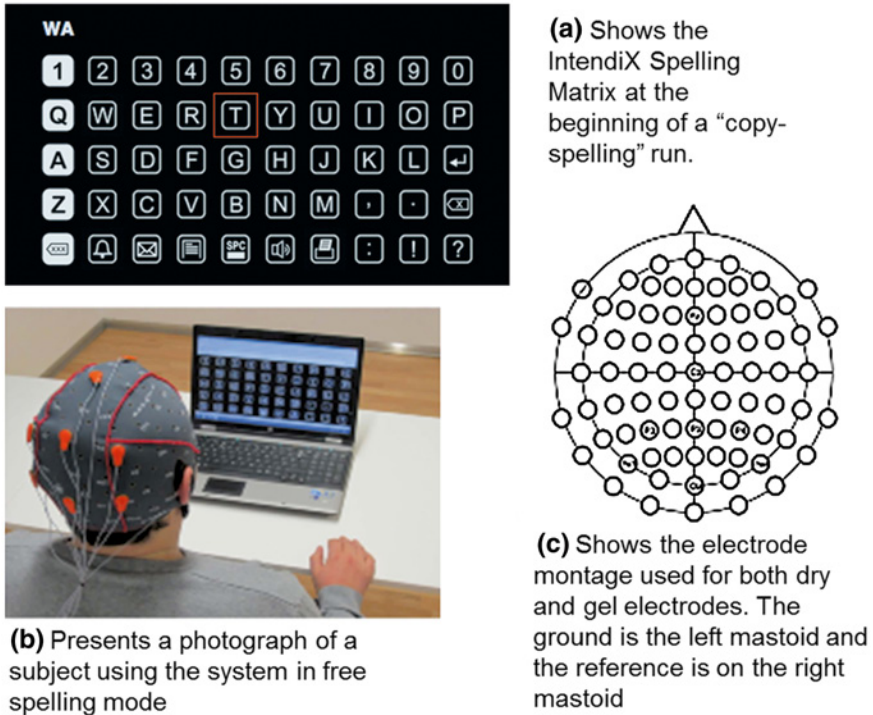 WA
1 2 3 4 5 6 7 8 9 0
Q W E R T Y U I O P
A S D F G H J K L
Z X C V B N M , .
XXX SPC : ! ?
(a) Shows the
IntendiX Spelling
Matrix at the
beginning of a “copy-
spelling” run.
(b) Presents a photograph of a
subject using the system in free
spelling mode
Cz
(c) Shows the electrode
montage used for both dry
and gel electrodes. The
ground is the left mastoid and
the reference is on the right
mastoid